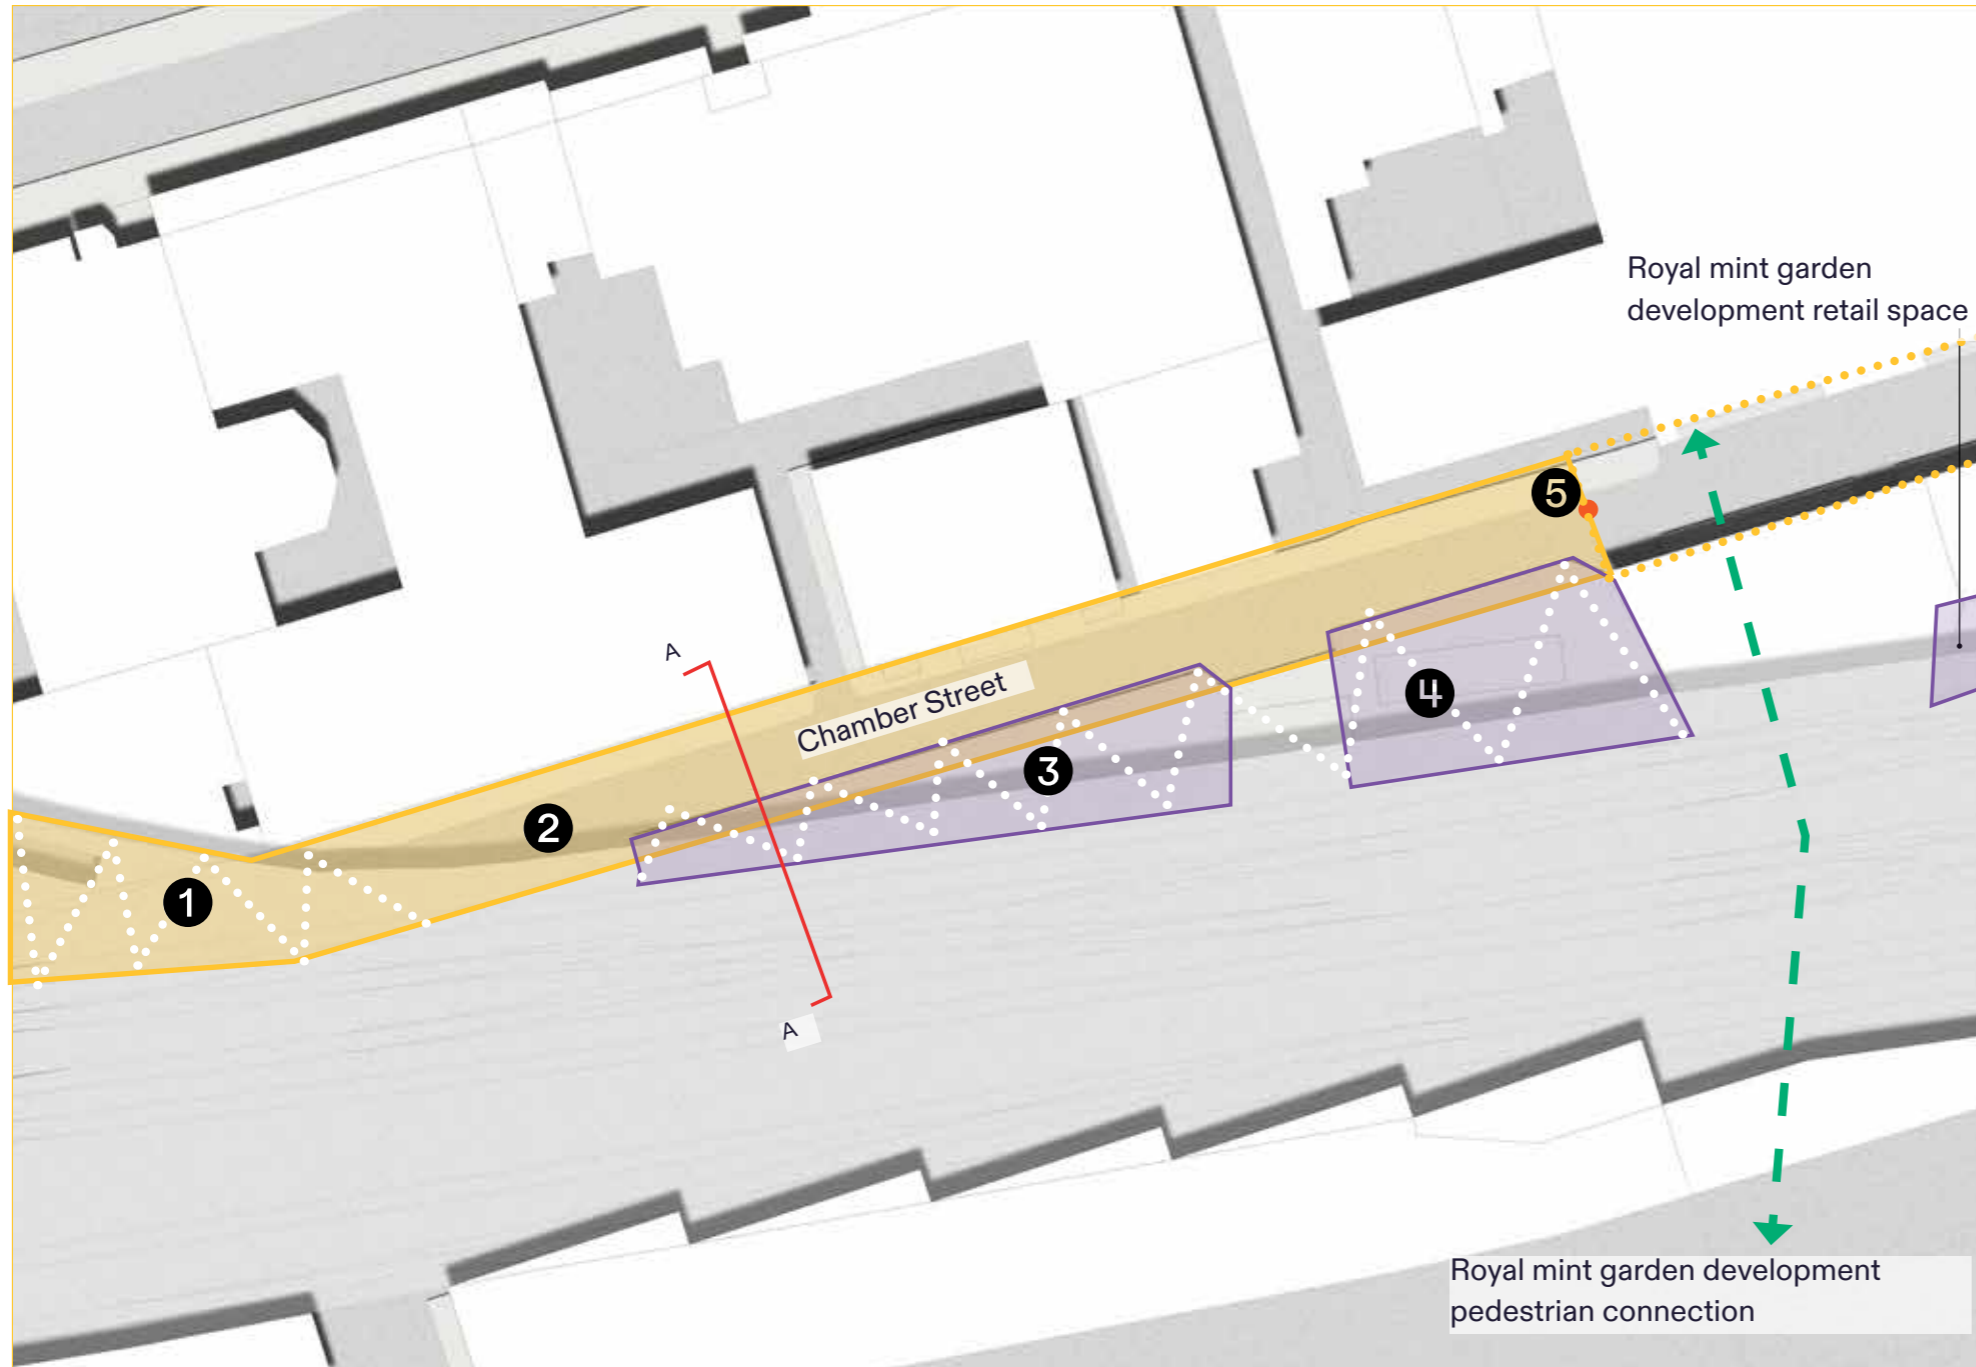 Royal mint garden
development retail space
5
A
Chamber Street
4
3
2
1
A
Royal mint garden development
pedestrian connection